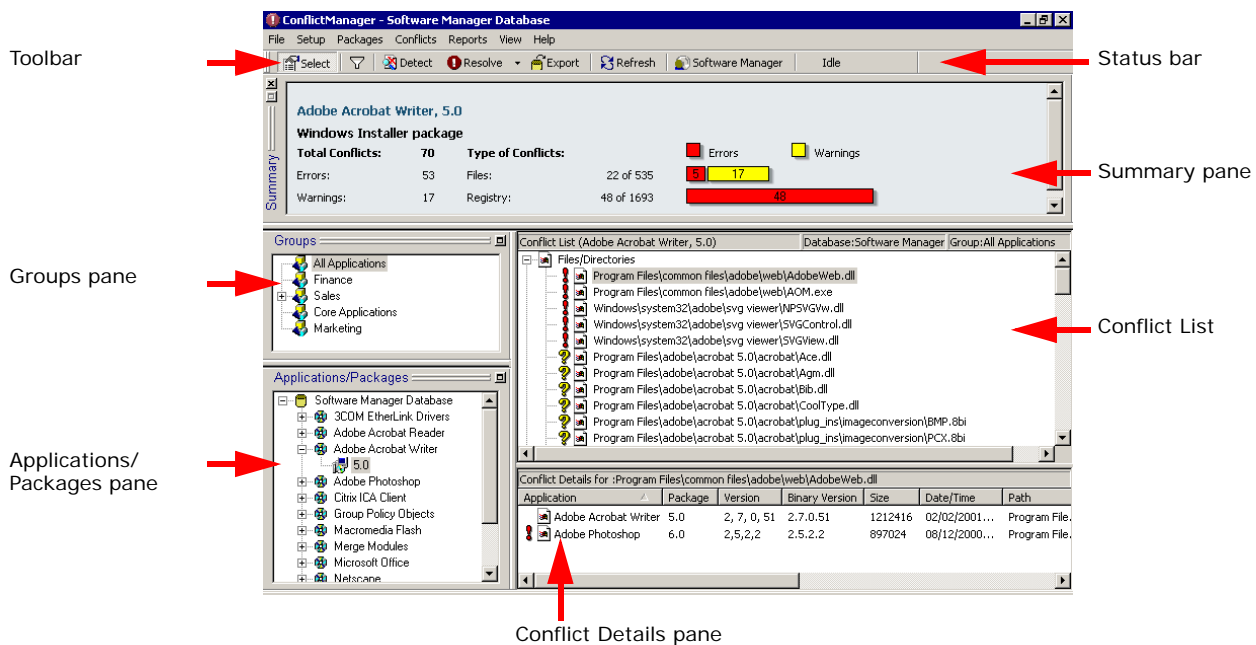 ConflictManager - Software Manager Database
File Setup Packages Conflicts Reports View Help
Toolbar
Select Detect Resolve Export Refresh Software Manager Idle
Status bar
Summary
Adobe Acrobat Writer, 5.0
Windows Installer package
Total Conflicts: 70 Type of Conflicts: Errors Warnings
Errors: 53 Files: 22 of 535 5 17
Warnings: 17 Registry: 48 of 1693 48
Summary pane
Groups pane
Groups
All Applications
Finance
Sales
Core Applications
Marketing
Conflict List (Adobe Acrobat Writer, 5.0) Database:Software Manager Group:All Applications
Files/Directories
Program Files\common files\adobe\web\AdobeWeb.dll
Program Files\common files\adobe\web\AOM.exe
Windows\system32\adobe\svg viewer\NPSVGVw.dll
Windows\system32\adobe\svg viewer\SVGControl.dll
Windows\system32\adobe\svg viewer\SVGView.dll
Program Files\adobe\acrobat 5.0\acrobat\Ace.dll
Program Files\adobe\acrobat 5.0\acrobat\Agm.dll
Program Files\adobe\acrobat 5.0\acrobat\Bib.dll
Program Files\adobe\acrobat 5.0\acrobat\CoolType.dll
Program Files\adobe\acrobat 5.0\acrobat\plug_ins\imageconversion\BMP.8bi
Program Files\adobe\acrobat 5.0\acrobat\plug_ins\imageconversion\PCX.8bi
Conflict List
Applications/
Packages pane
Applications/Packages
Software Manager Database
3COM EtherLink Drivers
Adobe Acrobat Reader
Adobe Acrobat Writer
5.0
Adobe Photoshop
Citrix ICA Client
Group Policy Objects
Macromedia Flash
Merge Modules
Microsoft Office
Netscape
Conflict Details for :Program Files\common files\adobe\web\AdobeWeb.dll
Application Package Version Binary Version Size Date/Time Path
Adobe Acrobat Writer 5.0 2, 7, 0, 51 2.7.0.51 1212416 02/02/2001... Program File.
Adobe Photoshop 6.0 2,5,2,2 2.5.2.2 897024 08/12/2000... Program File.
Conflict Details pane